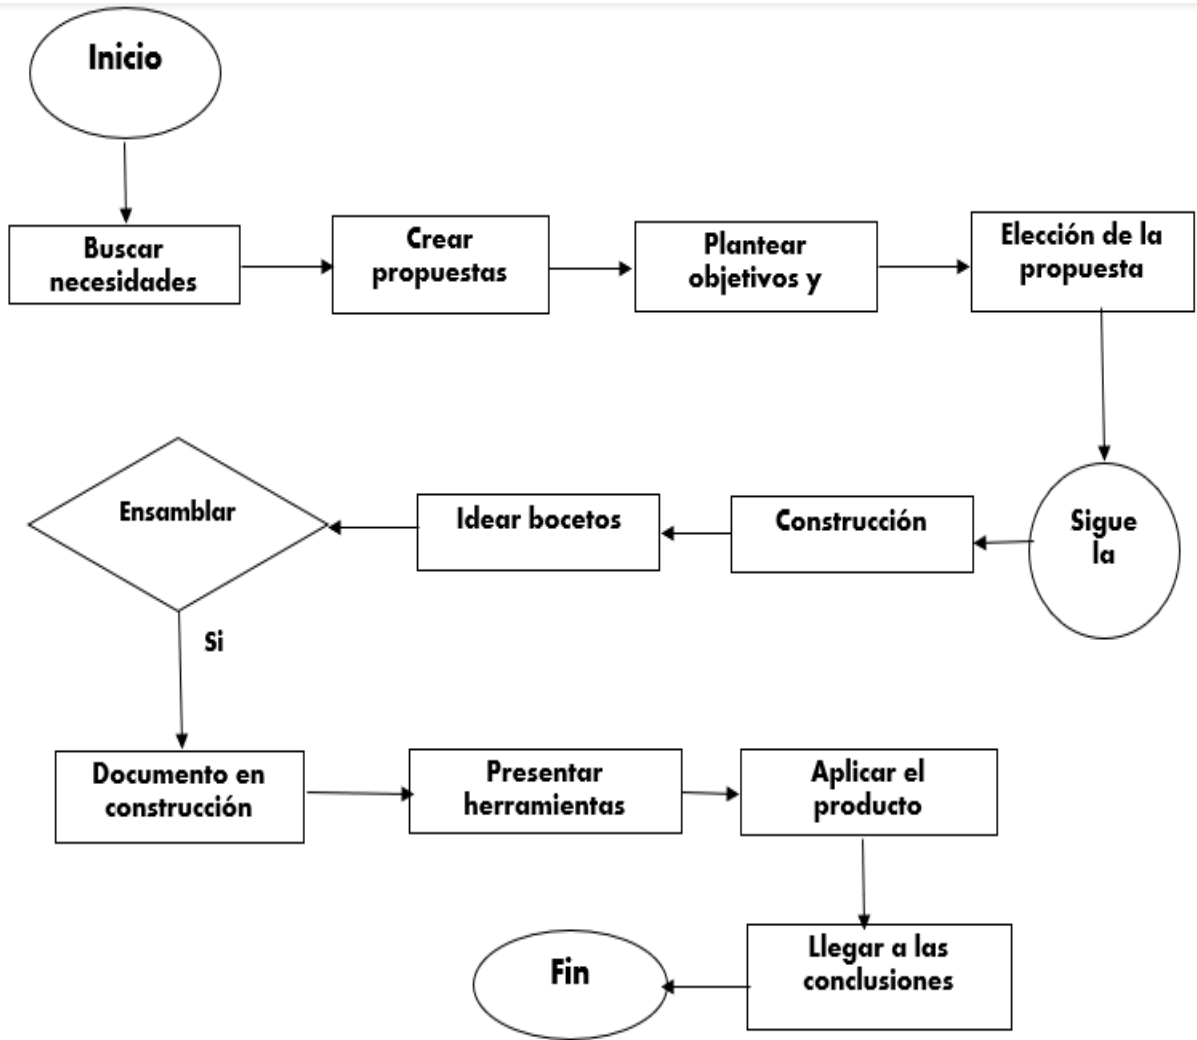 Inicio
Buscar
necesidades
Crear
propuestas
Plantear
objetivos y
Elección de la
propuesta
Sigue
la
Construcción
Idear bocetos
Ensamblar
Si
Documento en
construcción
Presentar
herramientas
Aplicar el
producto
Llegar a las
conclusiones
Fin